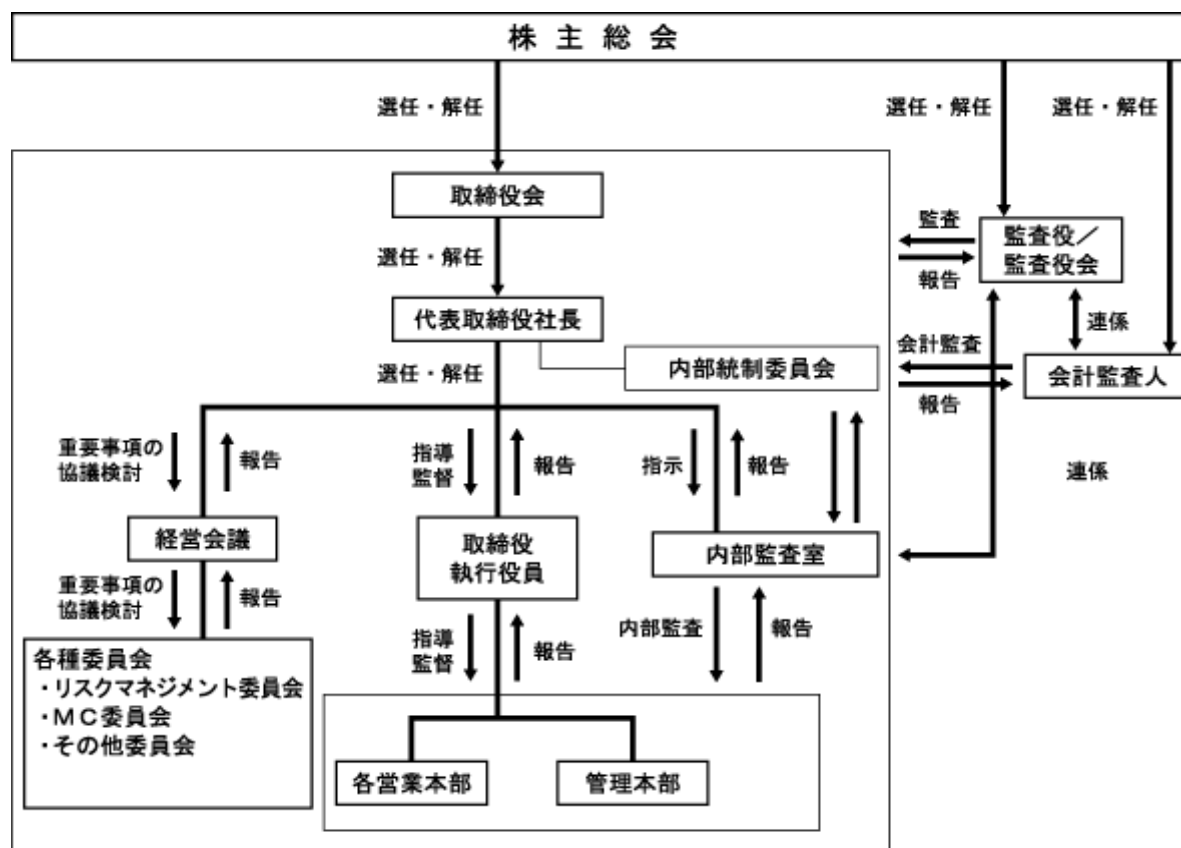 株主総会
選任・解任
選任・解任
選任・解任
取締役会
監査
監査役／
監査役会
報告
選任・解任
代表取締役社長
連係
会計監査
内部統制委員会
会計監査人
選任・解任
報告
重要事項の
協議検討
報告
指導
監督
報告
指示
報告
連係
経営会議
取締役
執行役員
内部監査室
重要事項の
協議検討
報告
指導
監督
報告
内部監査
報告
各種委員会
・リスクマネジメント委員会
・ＭＣ委員会
・その他委員会
各営業本部
管理本部